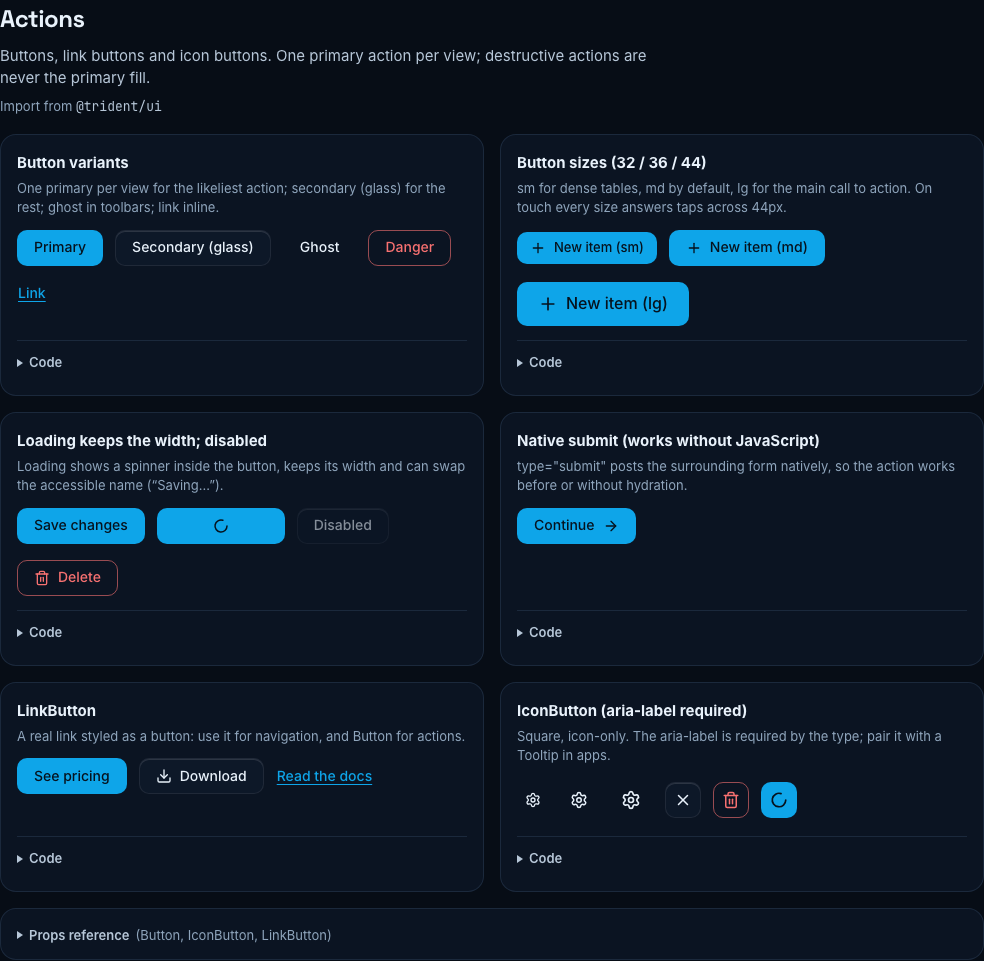 Actions
Buttons, link buttons and icon buttons. One primary action per view; destructive actions are
never the primary fill.
Import from @trident/ui
Button variants
One primary per view for the likeliest action; secondary (glass) for the
rest; ghost in toolbars; link inline.
Primary
Secondary (glass)
Ghost
Danger
Link
Code
Button sizes (32 / 36 / 44)
sm for dense tables, md by default, lg for the main call to action. On
touch every size answers taps across 44px.
New item (sm)
New item (md)
New item (lg)
Code
Loading keeps the width; disabled
Loading shows a spinner inside the button, keeps its width and can swap
the accessible name (“Saving…”).
Save changes
Disabled
Delete
Code
Native submit (works without JavaScript)
type="submit" posts the surrounding form natively, so the action works
before or without hydration.
Continue
Code
LinkButton
A real link styled as a button: use it for navigation, and Button for actions.
See pricing
Download
Read the docs
Code
IconButton (aria-label required)
Square, icon-only. The aria-label is required by the type; pair it with a
Tooltip in apps.
Code
Props reference (Button, IconButton, LinkButton)